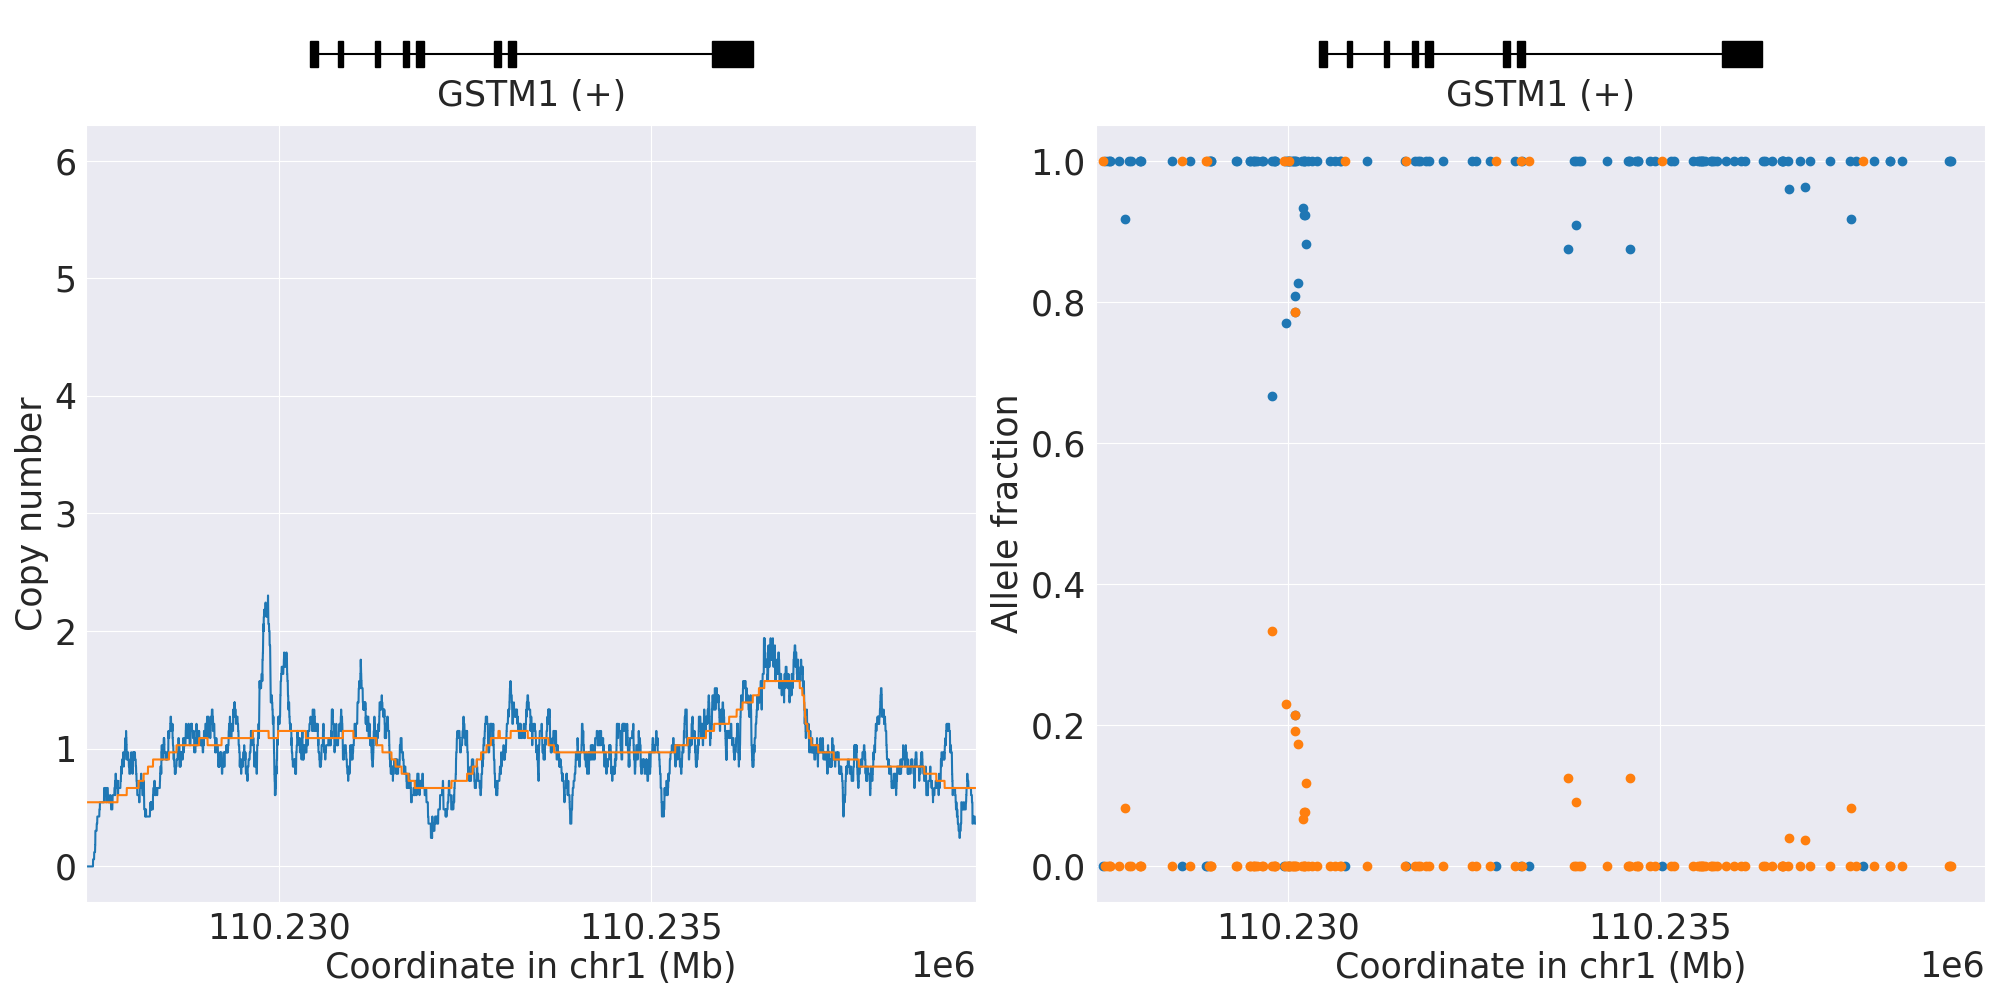 GSTM1 (+)
GSTM1 (+)
Copy number
6
5
4
3
2
1
0
110.230
110.235
Coordinate in chr1 (Mb)
1e6
Allele fraction
1.0
0.8
0.6
0.4
0.2
0.0
110.230
110.235
Coordinate in chr1 (Mb)
1e6